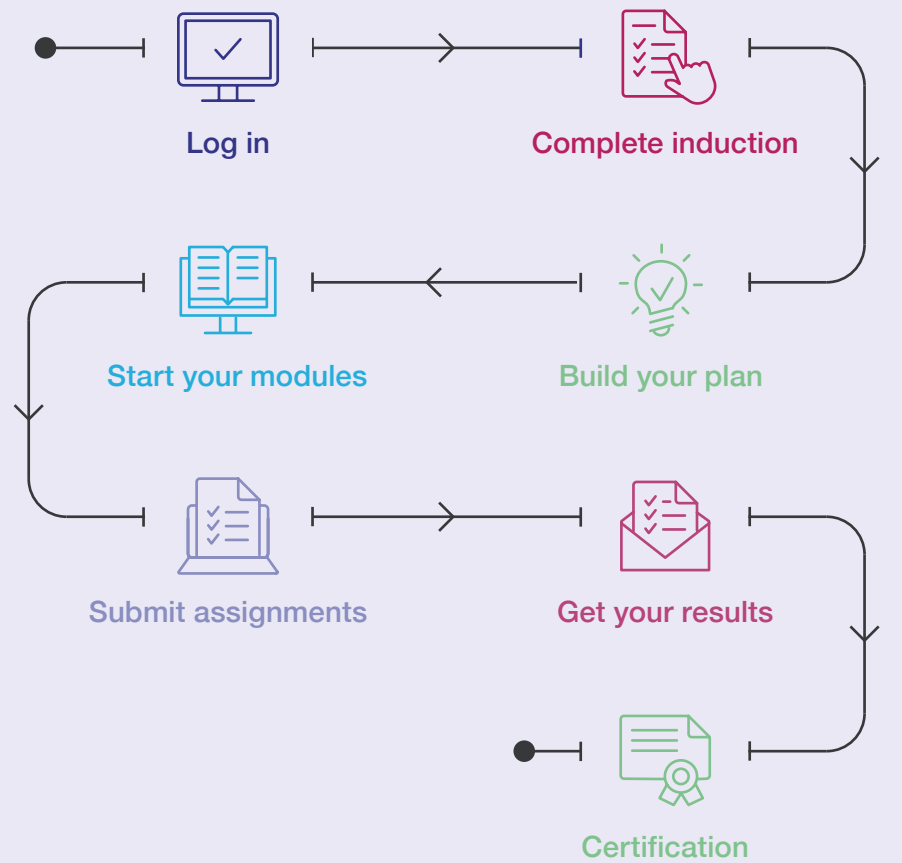 Log in
Complete induction
Build your plan
Start your modules
Submit assignments
Get your results
Certification